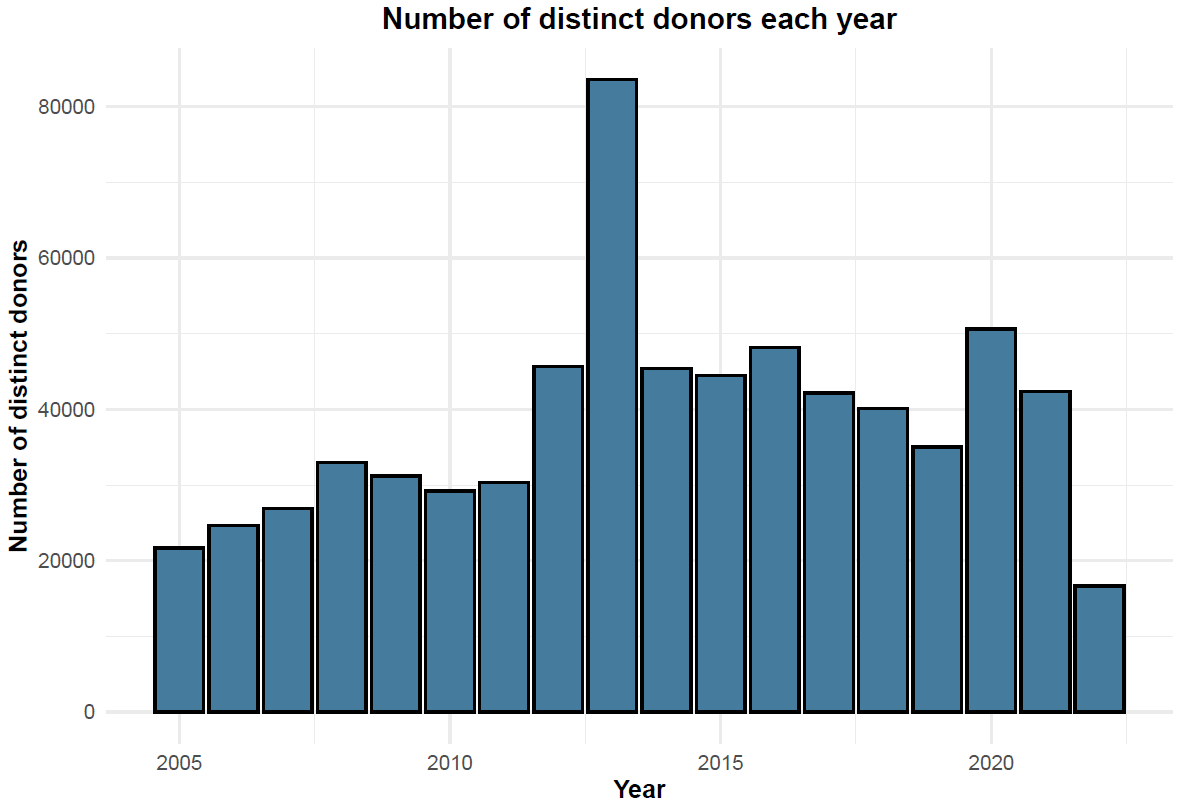 Number of distinct donors each year
Number of distinct donors
80000
60000
40000
20000
0
2005 2010 2015 2020
Year